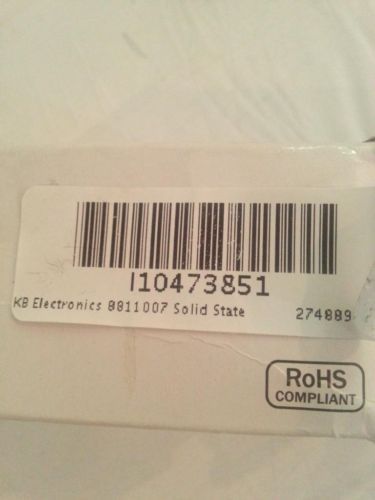 I10473851
KB Electronics 8811007 Solid State 274889
RoHS
COMPLIANT